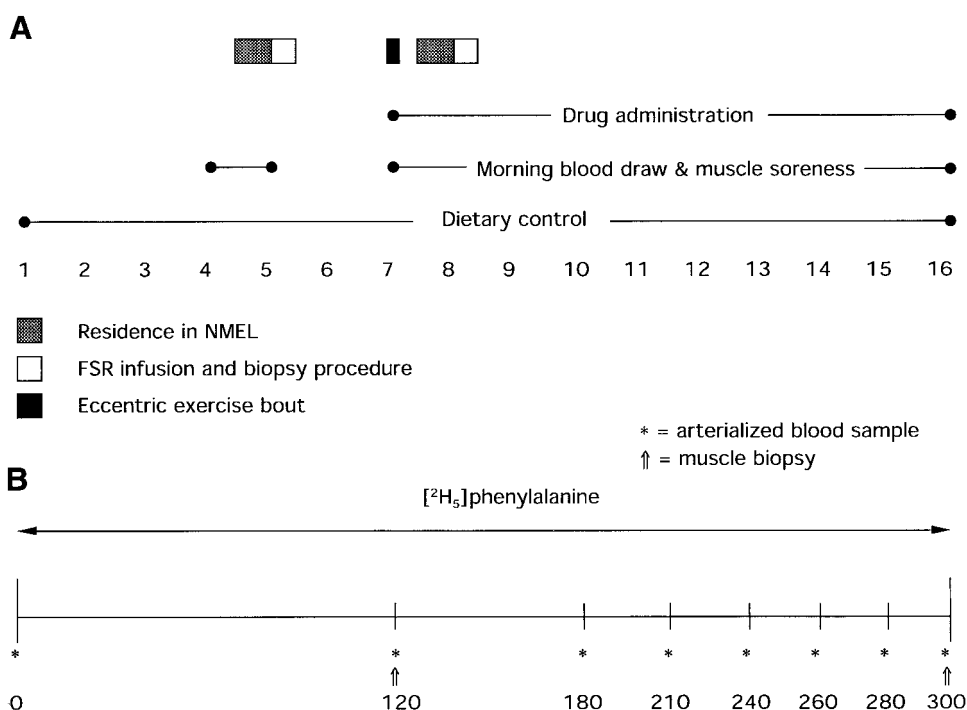 A
Drug administration
Morning blood draw & muscle soreness
Dietary control
1 2 3 4 5 6 7 8 9 10 11 12 13 14 15 16
Residence in NMEL
FSR infusion and biopsy procedure
Eccentric exercise bout
* = arterialized blood sample
⇑ = muscle biopsy
B
[²H₅]phenylalanine
* * * * * * * *
⇑ ⇑
0 120 180 210 240 260 280 300